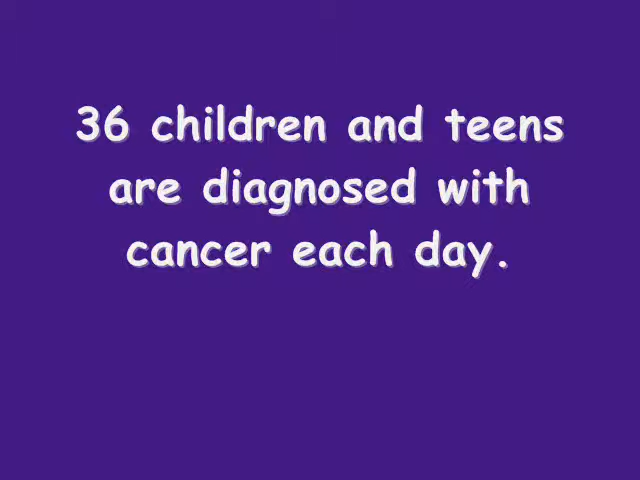 36 children and teens
are diagnosed with
cancer each day.